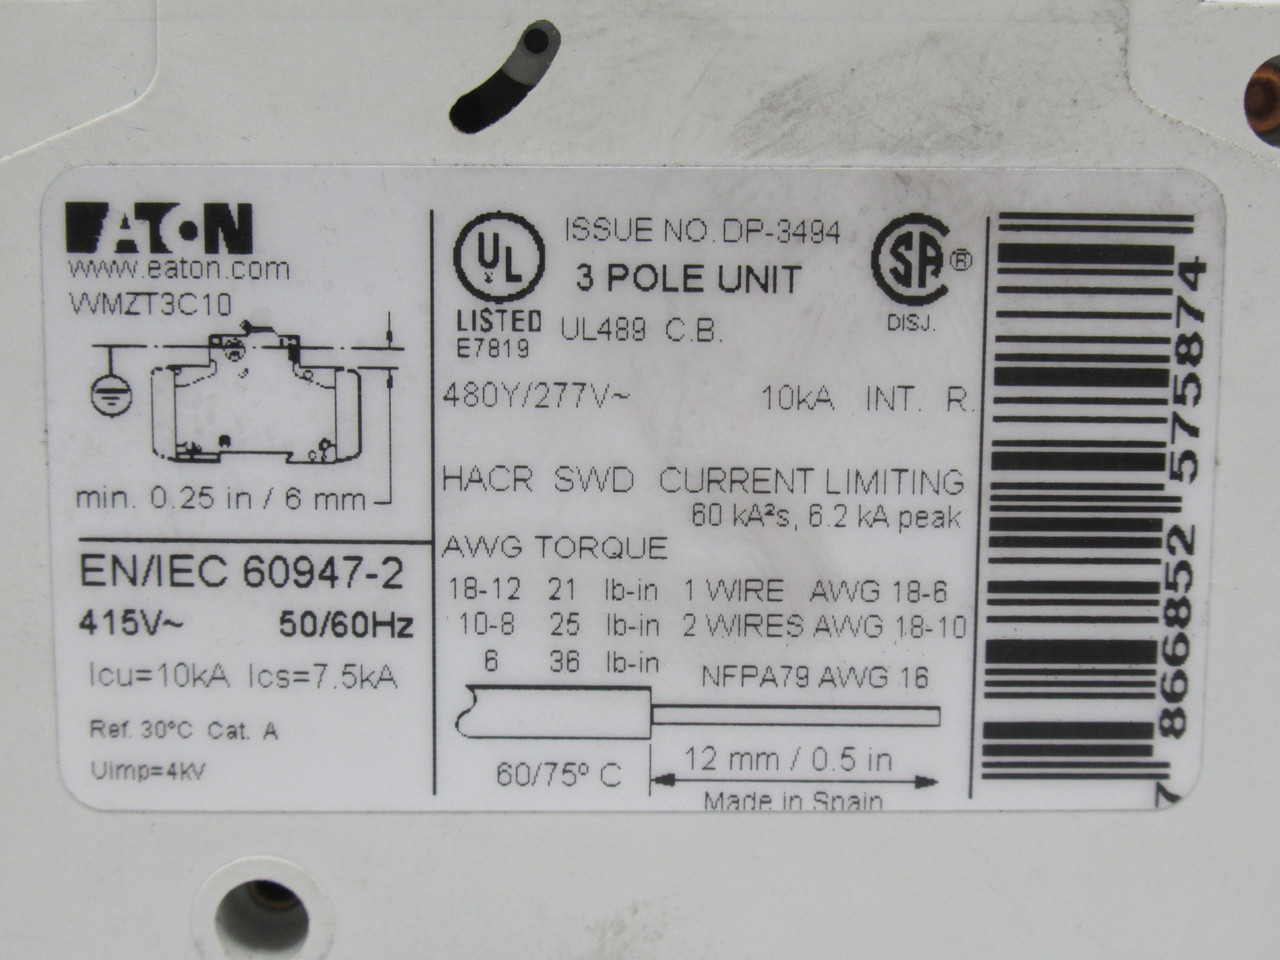 EATON
www.eaton.com
WMZT3C10
min. 0.25 in / 6 mm
EN/IEC 60947-2
415V~ 50/60Hz
Icu=10kA Ics=7.5kA
Ref. 30°C Cat. A
Uimp=4kV
UL
LISTED
E7819
ISSUE NO. DP-3494
3 POLE UNIT
UL489 C.B.
SA ®
DISJ.
480Y/277V~ 10kA INT. R.
HACR SWD CURRENT LIMITING
60 kA²s, 6.2 kA peak
AWG TORQUE
18-12 21 lb-in 1 WIRE AWG 18-6
10-8 25 lb-in 2 WIRES AWG 18-10
6 36 lb-in
NFPA79 AWG 16
60/75° C
12 mm / 0.5 in
Made in Spain
7 866852 575874